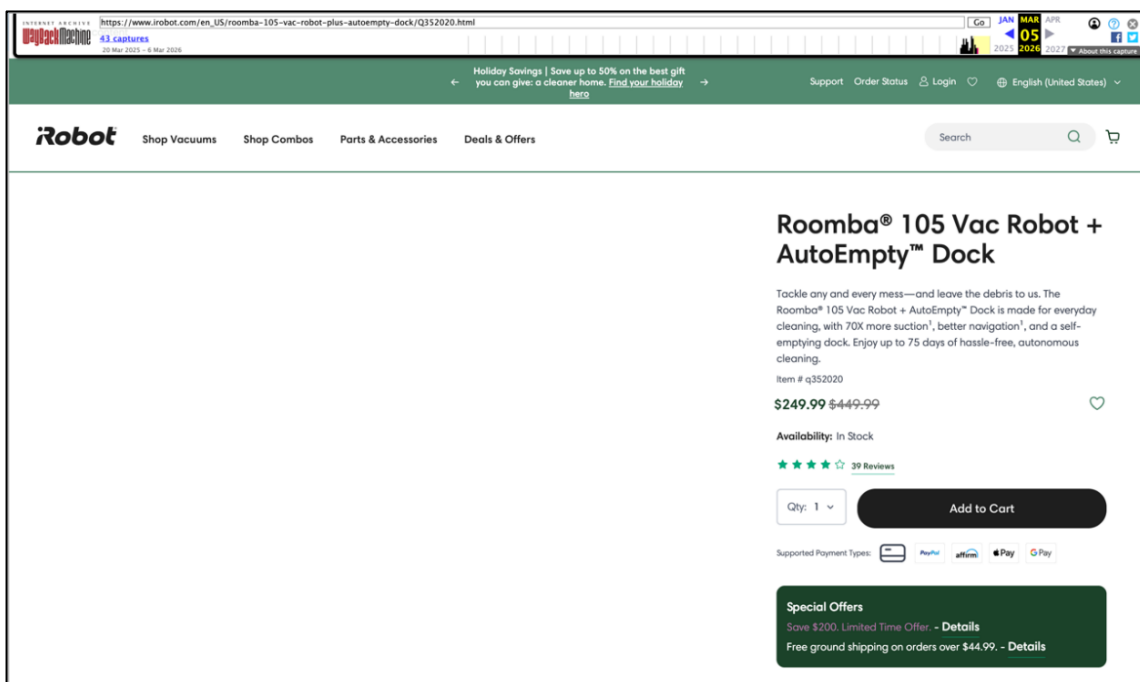 INTERNET ARCHIVE
WayBack Machine
https://www.irobot.com/en_US/roomba-105-vac-robot-plus-autoempty-dock/Q352020.html
Go
JAN MAR APR
05
2025 2026 2027
43 captures
20 Mar 2025 – 6 Mar 2026
About this capture
Holiday Savings | Save up to 50% on the best gift
you can give: a cleaner home. Find your holiday
hero
Support Order Status Login English (United States)
iRobot
Shop Vacuums Shop Combos Parts & Accessories Deals & Offers
Search
Roomba® 105 Vac Robot +
AutoEmpty™ Dock
Tackle any and every mess—and leave the debris to us. The
Roomba® 105 Vac Robot + AutoEmpty™ Dock is made for everyday
cleaning, with 70X more suction¹, better navigation¹, and a self-
emptying dock. Enjoy up to 75 days of hassle-free, autonomous
cleaning.
Item # q352020
$249.99 $449.99
Availability: In Stock
39 Reviews
Qty: 1
Add to Cart
Supported Payment Types: PayPal affirm Pay G Pay
Special Offers
Save $200. Limited Time Offer. - Details
Free ground shipping on orders over $44.99. - Details